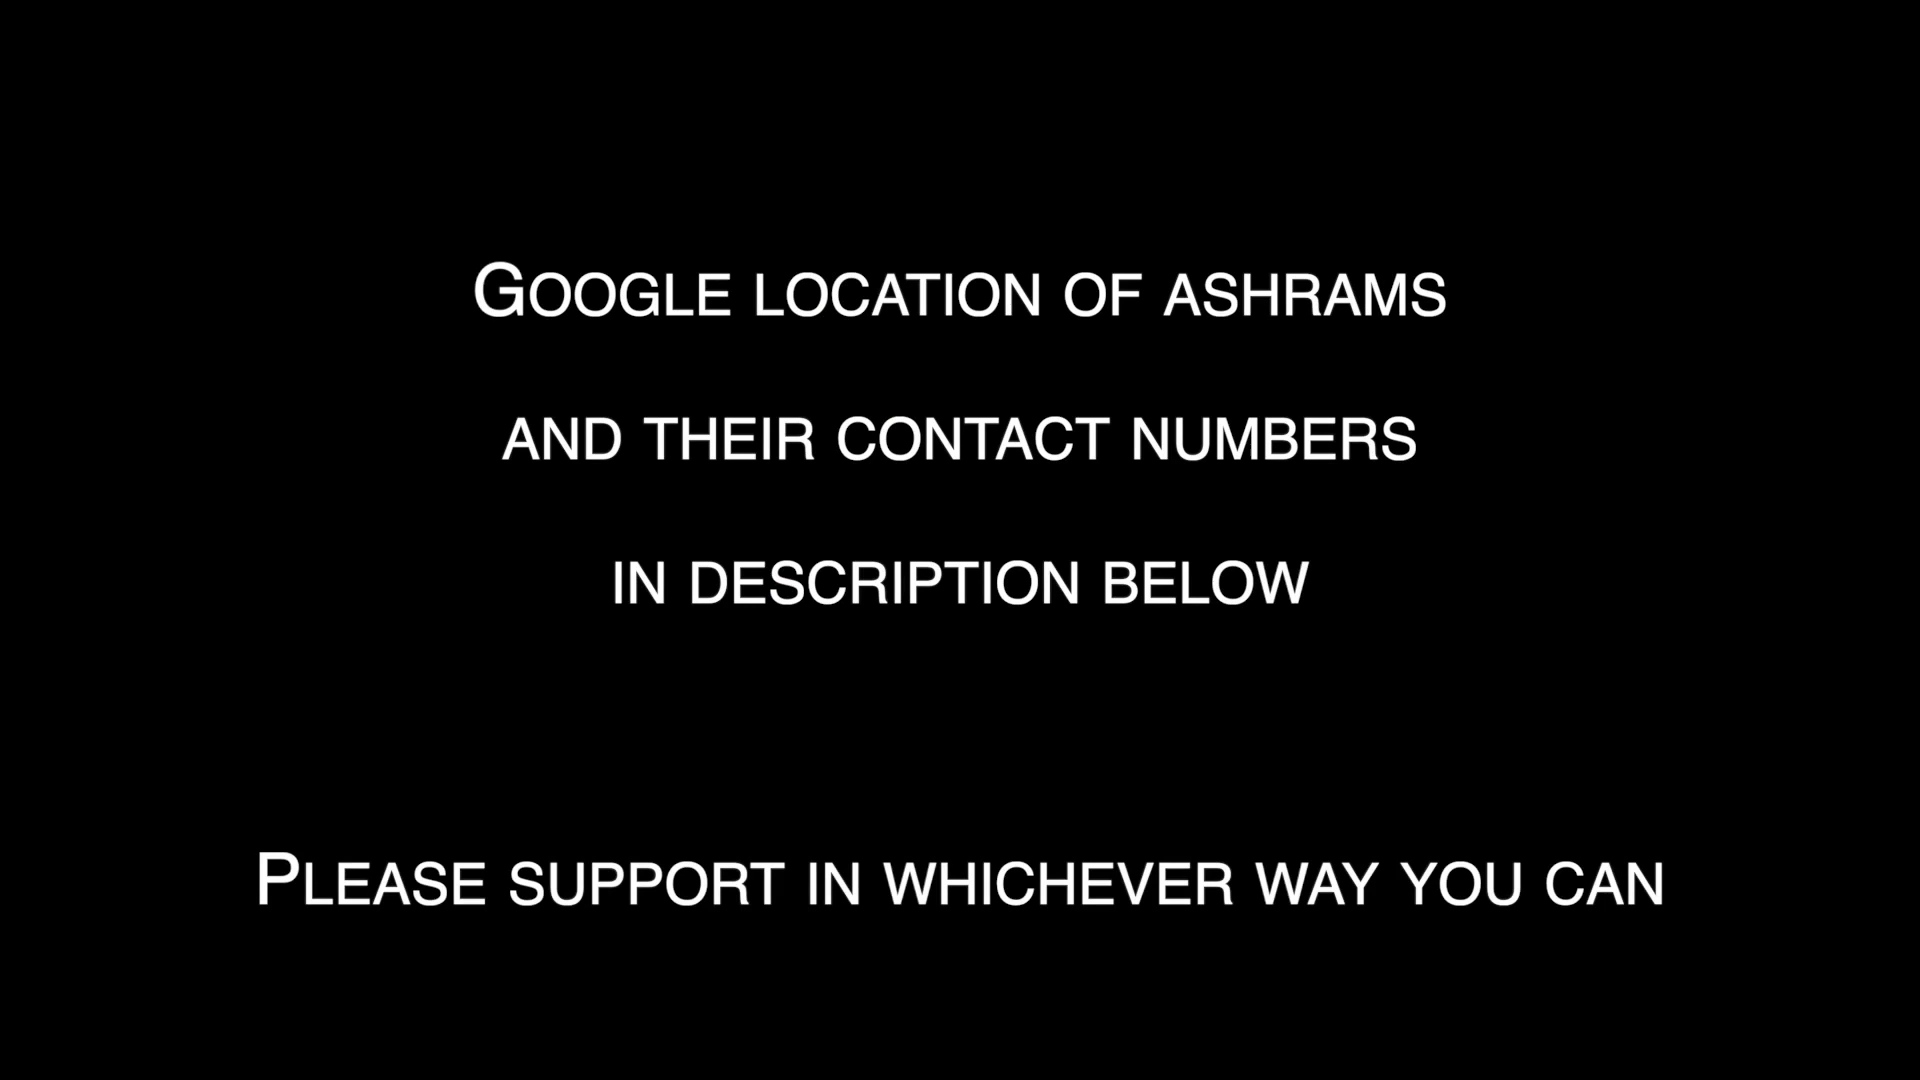 Google location of ashrams
and their contact numbers
in description below
Please support in whichever way you can